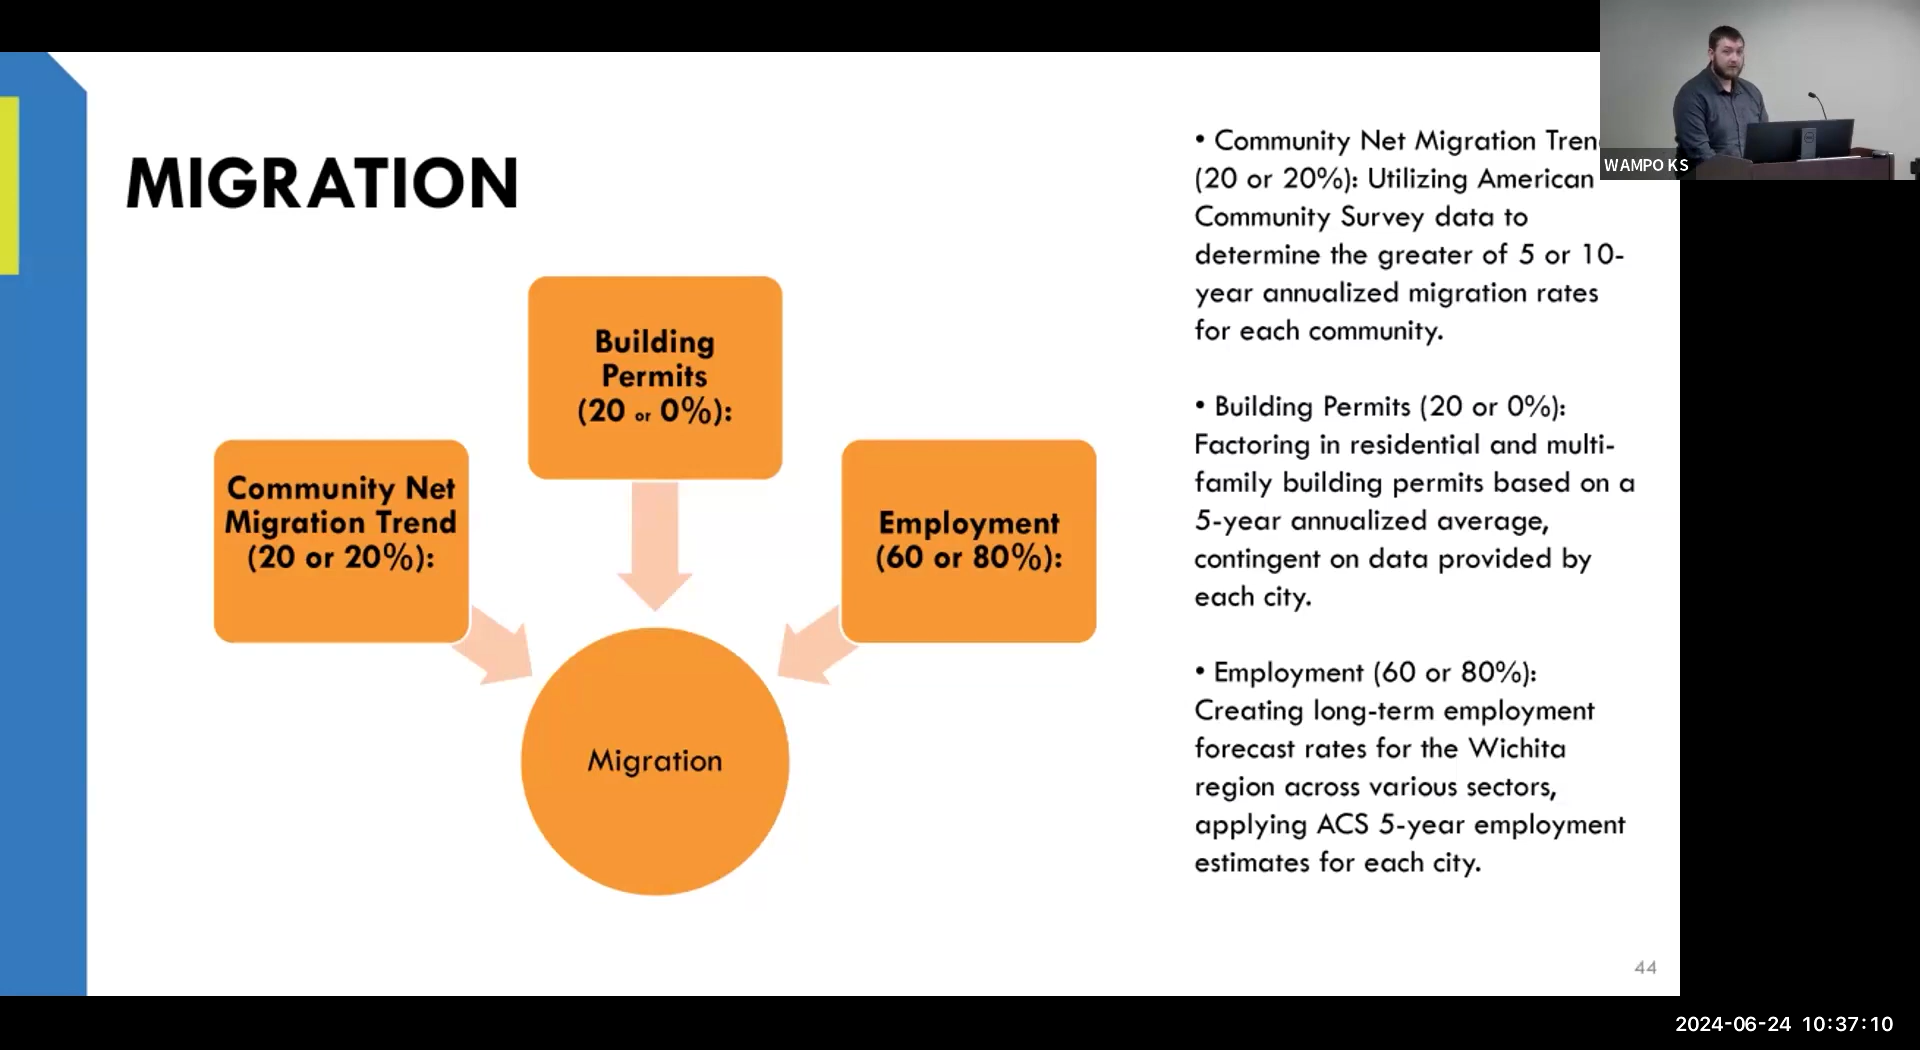 MIGRATION
Building
Permits
(20 or 0%):
Community Net
Migration Trend
(20 or 20%):
Employment
(60 or 80%):
Migration
• Community Net Migration Tren
(20 or 20%): Utilizing American
Community Survey data to
determine the greater of 5 or 10-
year annualized migration rates
for each community.
• Building Permits (20 or 0%):
Factoring in residential and multi-
family building permits based on a
5-year annualized average,
contingent on data provided by
each city.
• Employment (60 or 80%):
Creating long-term employment
forecast rates for the Wichita
region across various sectors,
applying ACS 5-year employment
estimates for each city.
44
WAMPO KS
2024-06-24 10:37:10